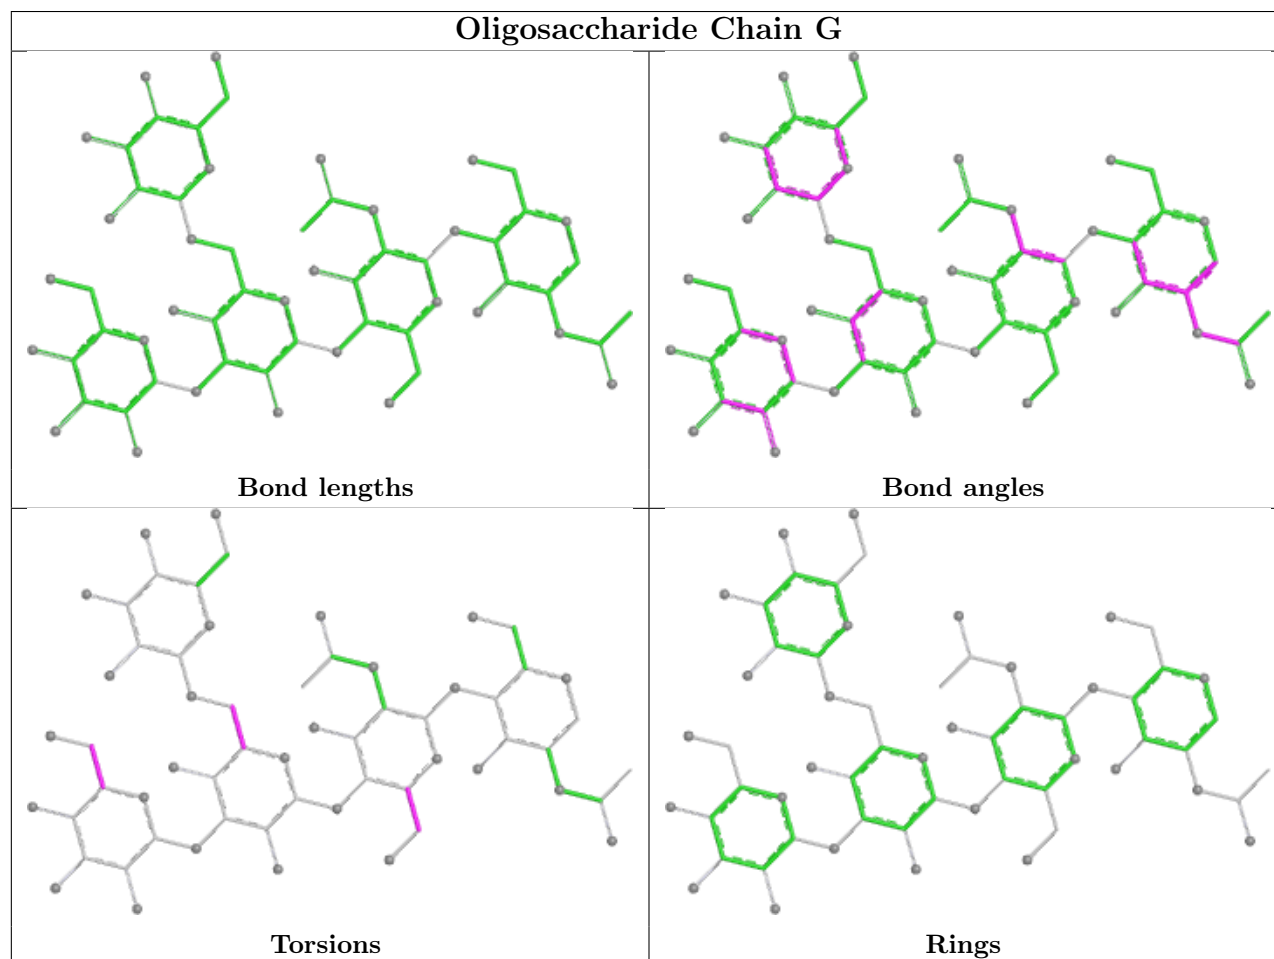 Oligosaccharide Chain G
Bond lengths
Bond angles
Torsions
Rings